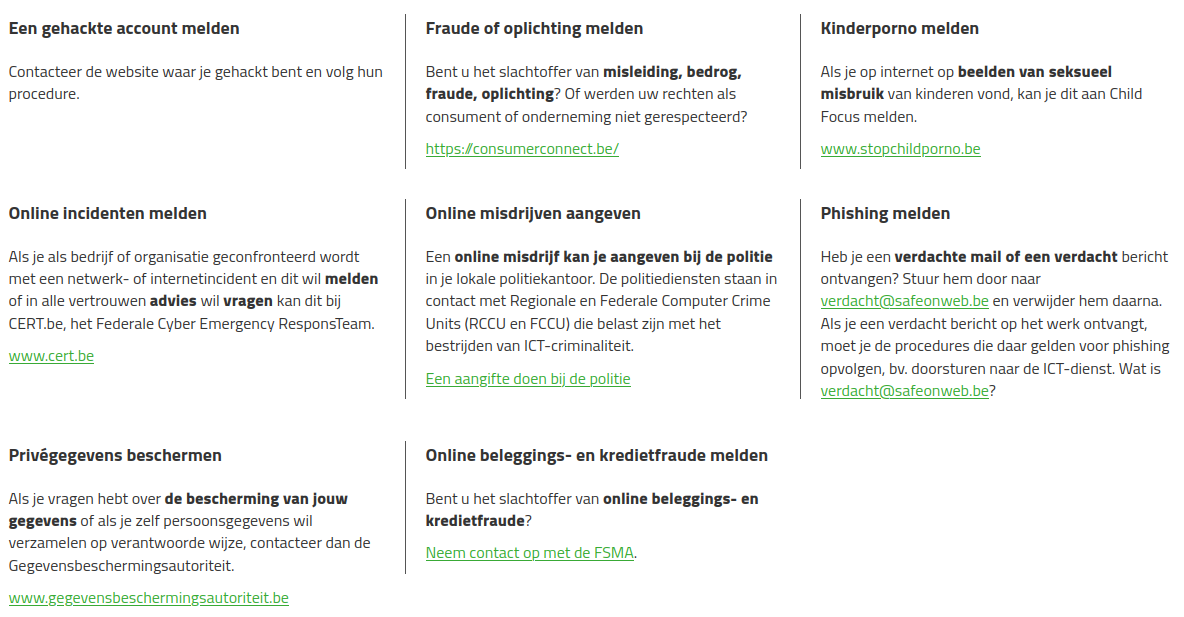 Een gehackte account melden
Contacteer de website waar je gehackt bent en volg hun
procedure.
Fraude of oplichting melden
Bent u het slachtoffer van misleiding, bedrog,
fraude, oplichting? Of werden uw rechten als
consument of onderneming niet gerespecteerd?
https://consumerconnect.be/
Kinderporno melden
Als je op internet op beelden van seksueel
misbruik van kinderen vond, kan je dit aan Child
Focus melden.
www.stopchildporno.be
Online incidenten melden
Als je als bedrijf of organisatie geconfronteerd wordt
met een netwerk- of internetincident en dit wil melden
of in alle vertrouwen advies wil vragen kan dit bij
CERT.be, het Federale Cyber Emergency ResponsTeam.
www.cert.be
Online misdrijven aangeven
Een online misdrijf kan je aangeven bij de politie
in je lokale politiekantoor. De politiediensten staan in
contact met Regionale en Federale Computer Crime
Units (RCCU en FCCU) die belast zijn met het
bestrijden van ICT-criminaliteit.
Een aangifte doen bij de politie
Phishing melden
Heb je een verdachte mail of een verdacht bericht
ontvangen? Stuur hem door naar
verdacht@safeonweb.be en verwijder hem daarna.
Als je een verdacht bericht op het werk ontvangt,
moet je de procedures die daar gelden voor phishing
opvolgen, bv. doorsturen naar de ICT-dienst. Wat is
verdacht@safeonweb.be?
Privégegevens beschermen
Als je vragen hebt over de bescherming van jouw
gegevens of als je zelf persoonsgegevens wil
verzamelen op verantwoorde wijze, contacteer dan de
Gegevensbeschermingsautoriteit.
www.gegevensbeschermingsautoriteit.be
Online beleggings- en kredietfraude melden
Bent u het slachtoffer van online beleggings- en
kredietfraude?
Neem contact op met de FSMA.